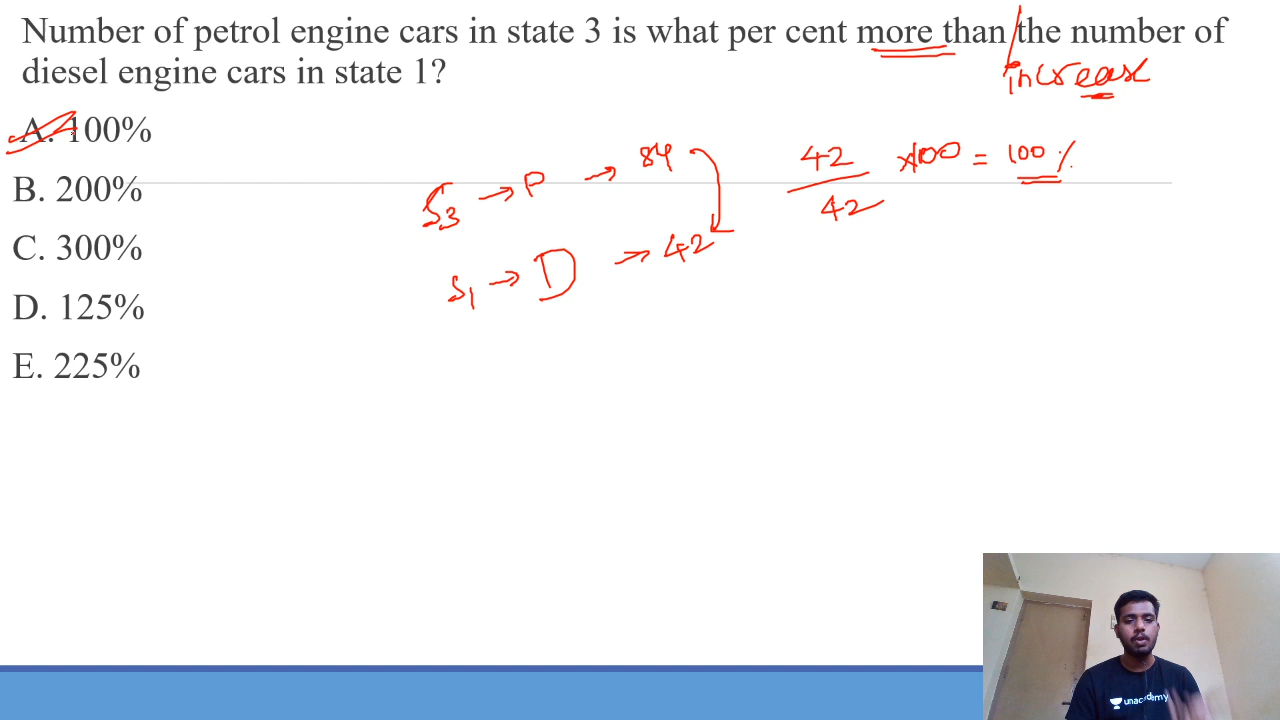 Number of petrol engine cars in state 3 is what per cent more than the number of
diesel engine cars in state 1?
increase
A. 100%
S3 → P → 84
42/42 ×100 = 100%
B. 200%
C. 300%
S1 → D → 42
D. 125%
E. 225%
unacademy